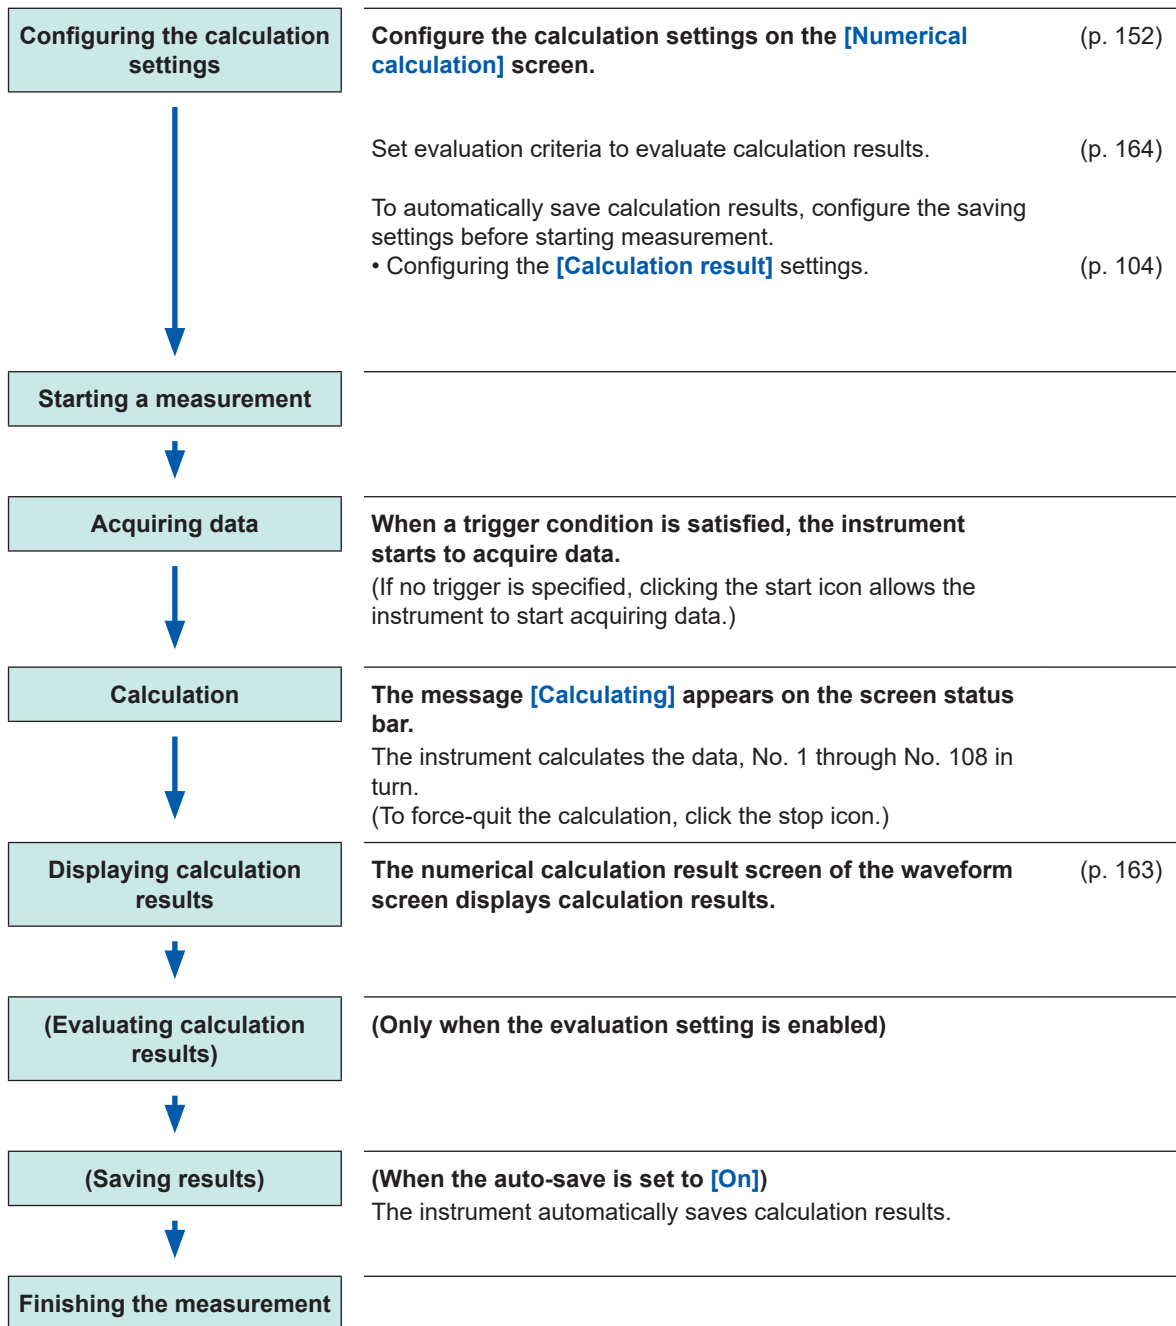 Configuring the calculation
settings
Configure the calculation settings on the [Numerical
calculation] screen.
(p. 152)
Set evaluation criteria to evaluate calculation results.
(p. 164)
To automatically save calculation results, configure the saving
settings before starting measurement.
• Configuring the [Calculation result] settings.
(p. 104)
Starting a measurement
Acquiring data
When a trigger condition is satisfied, the instrument
starts to acquire data.
(If no trigger is specified, clicking the start icon allows the
instrument to start acquiring data.)
Calculation
The message [Calculating] appears on the screen status
bar.
The instrument calculates the data, No. 1 through No. 108 in
turn.
(To force-quit the calculation, click the stop icon.)
Displaying calculation
results
The numerical calculation result screen of the waveform
screen displays calculation results.
(p. 163)
(Evaluating calculation
results)
(Only when the evaluation setting is enabled)
(Saving results)
(When the auto-save is set to [On])
The instrument automatically saves calculation results.
Finishing the measurement